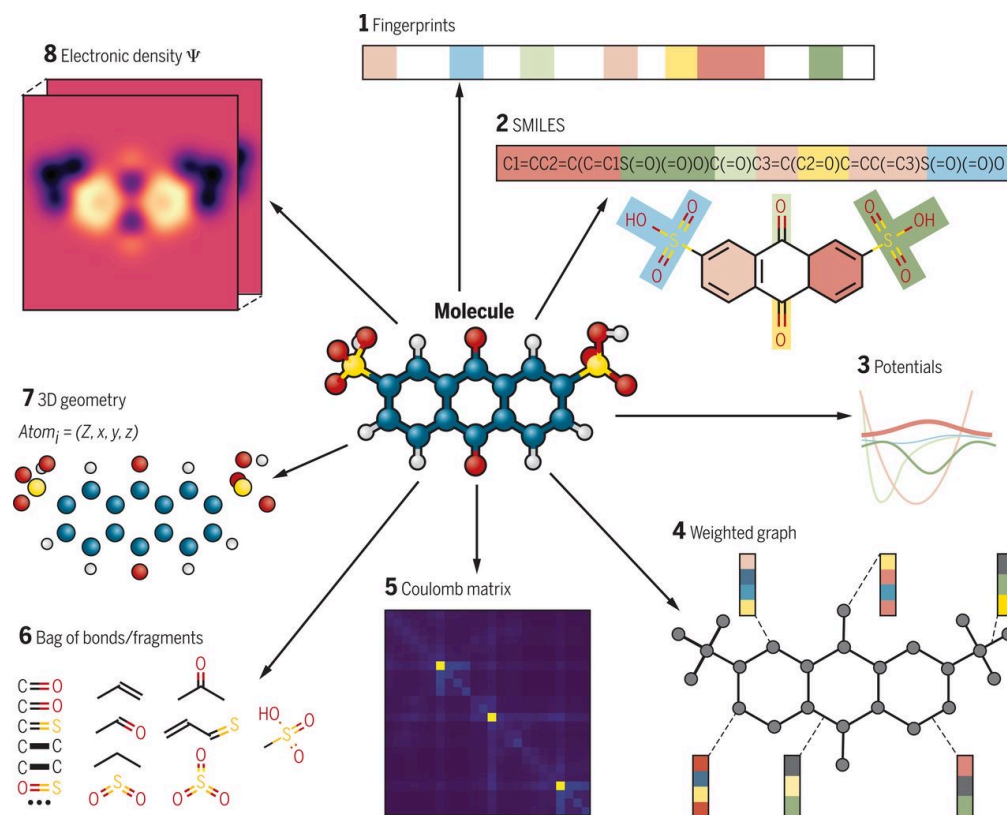 1 Fingerprints
8 Electronic density Ψ
2 SMILES
C1=CC2=C(C=C1S(=O)(=O)O)C(=O)C3=C(C2=O)C=CC(=C3)S(=O)(=O)O
HO
O
O
S
O
O
O
S
OH
O
Molecule
3 Potentials
7 3D geometry
Atomi = (Z, x, y, z)
4 Weighted graph
5 Coulomb matrix
6 Bag of bonds/fragments
C=O
C=O
C=S
C C
C C
O=S
•••
O
O
S
HO
O
S
O
O
S
O
O
S
O
O